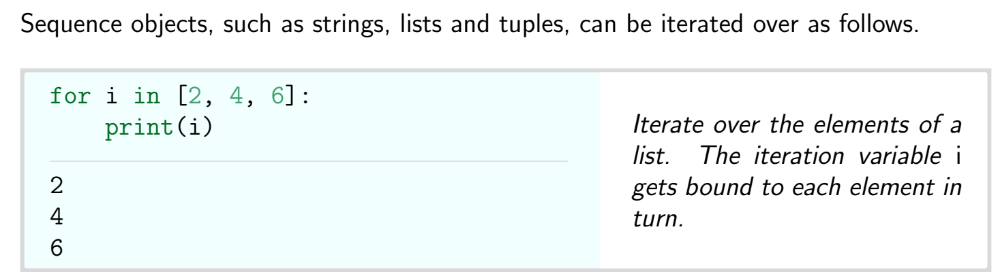 Sequence objects, such as strings, lists and tuples, can be iterated over as follows.
for i in [2, 4, 6]:
    print(i)
2
4
6
Iterate over the elements of a
list. The iteration variable i
gets bound to each element in
turn.